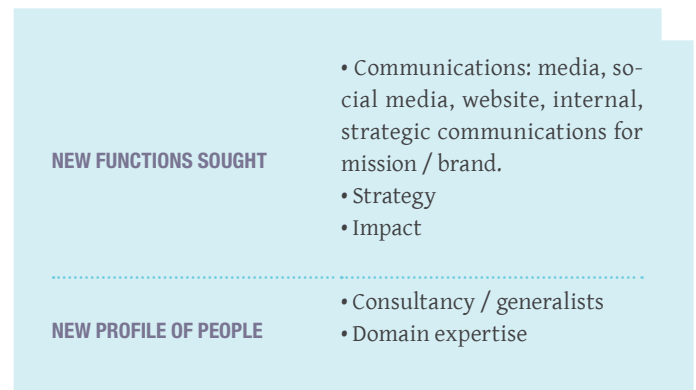 • Communications: media, so-
cial media, website, internal,
strategic communications for
NEW FUNCTIONS SOUGHT
mission / brand.
• Strategy
• Impact
• Consultancy / generalists
NEW PROFILE OF PEOPLE
• Domain expertise